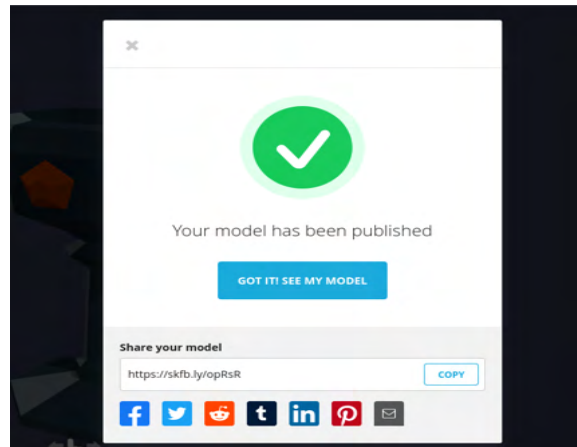 Your model has been published
GOT IT! SEE MY MODEL
Share your model
https://skfb.ly/opRsR
COPY